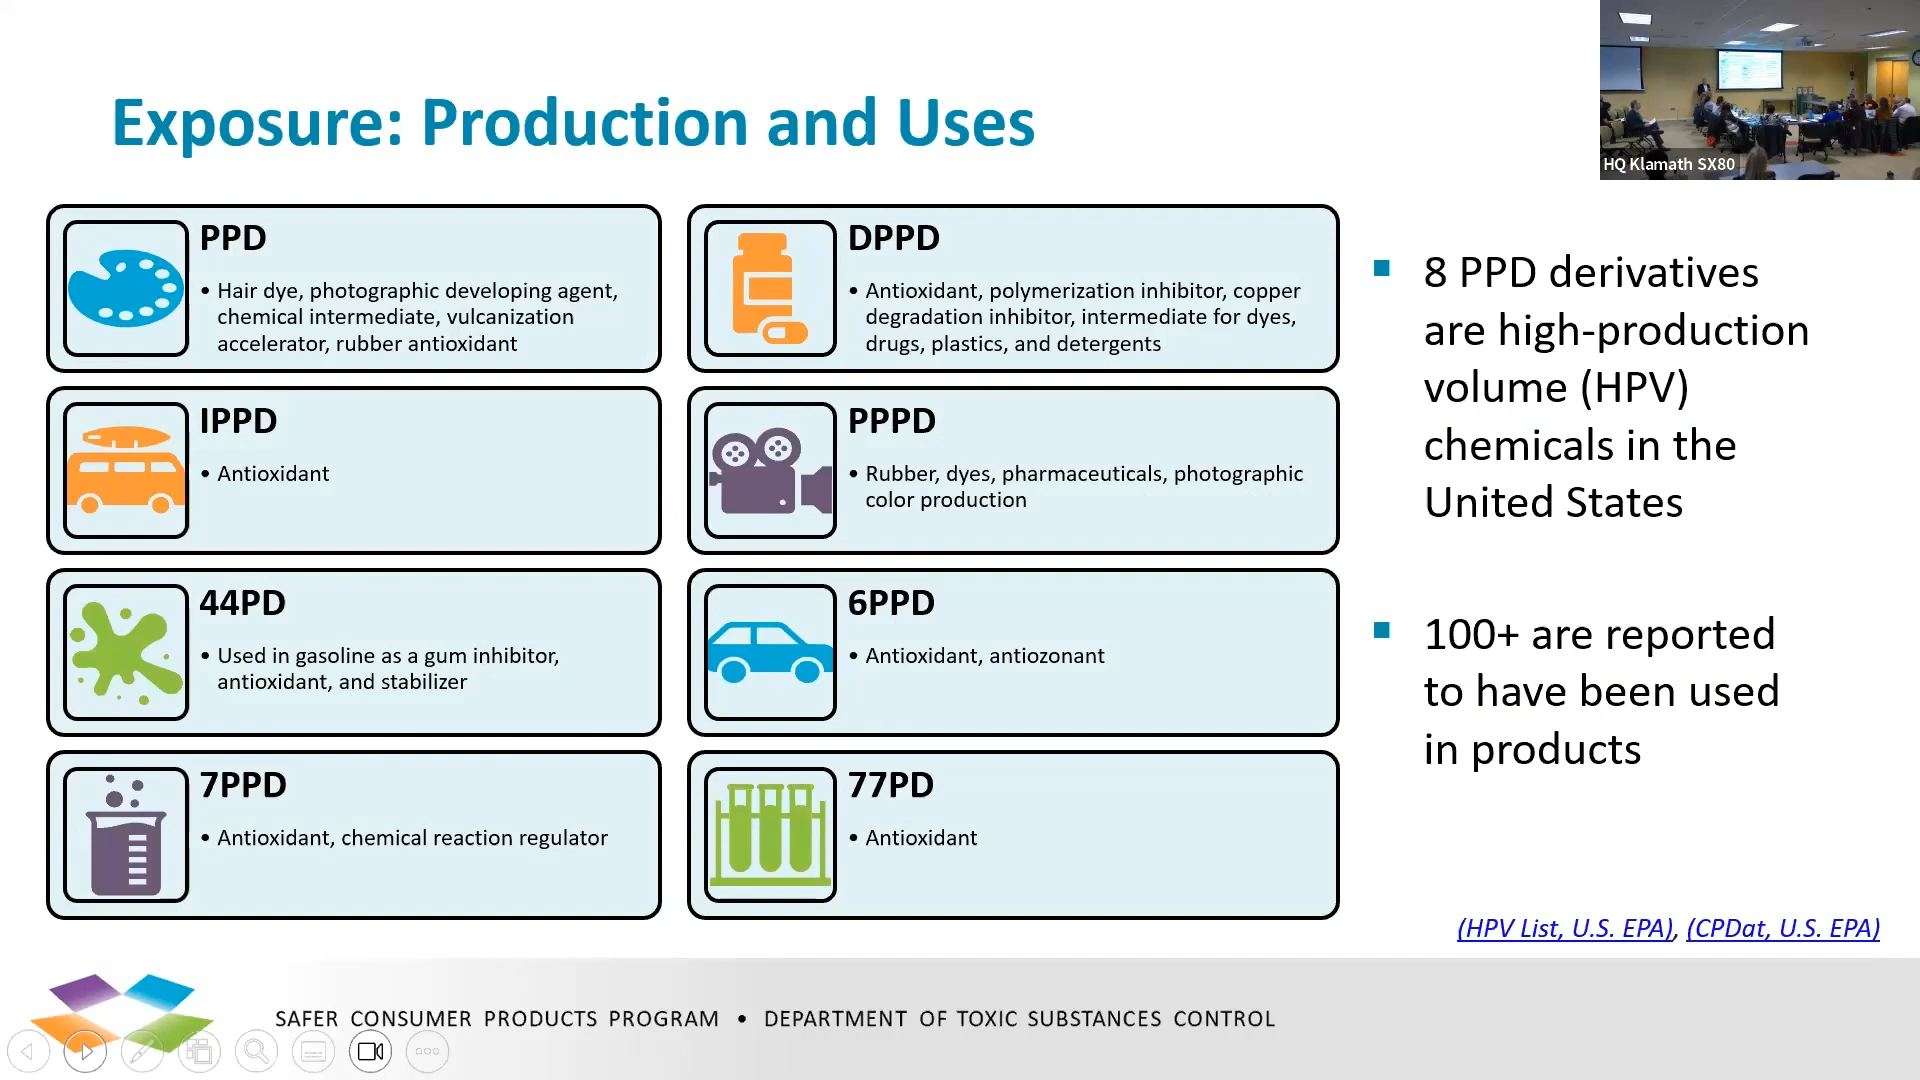 Exposure: Production and Uses
HQ Klamath SX80
PPD
• Hair dye, photographic developing agent,
chemical intermediate, vulcanization
accelerator, rubber antioxidant
DPPD
• Antioxidant, polymerization inhibitor, copper
degradation inhibitor, intermediate for dyes,
drugs, plastics, and detergents
IPPD
• Antioxidant
PPPD
• Rubber, dyes, pharmaceuticals, photographic
color production
44PD
• Used in gasoline as a gum inhibitor,
antioxidant, and stabilizer
6PPD
• Antioxidant, antiozonant
7PPD
• Antioxidant, chemical reaction regulator
77PD
• Antioxidant
▪ 8 PPD derivatives
are high-production
volume (HPV)
chemicals in the
United States
▪ 100+ are reported
to have been used
in products
(HPV List, U.S. EPA), (CPDat, U.S. EPA)
SAFER CONSUMER PRODUCTS PROGRAM • DEPARTMENT OF TOXIC SUBSTANCES CONTROL